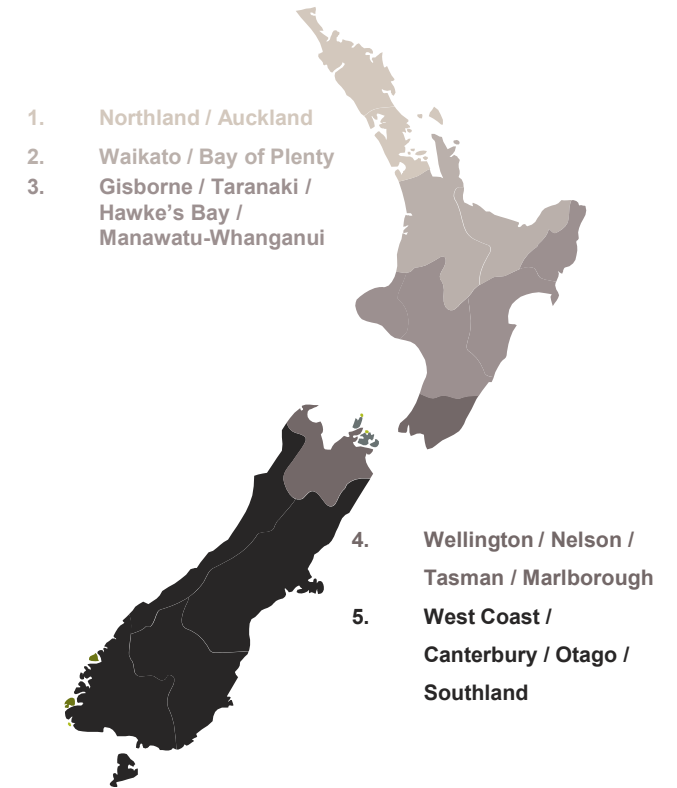 1. Northland / Auckland
2. Waikato / Bay of Plenty
3. Gisborne / Taranaki /
Hawke's Bay /
Manawatu-Whanganui
4. Wellington / Nelson /
Tasman / Marlborough
5. West Coast /
Canterbury / Otago /
Southland